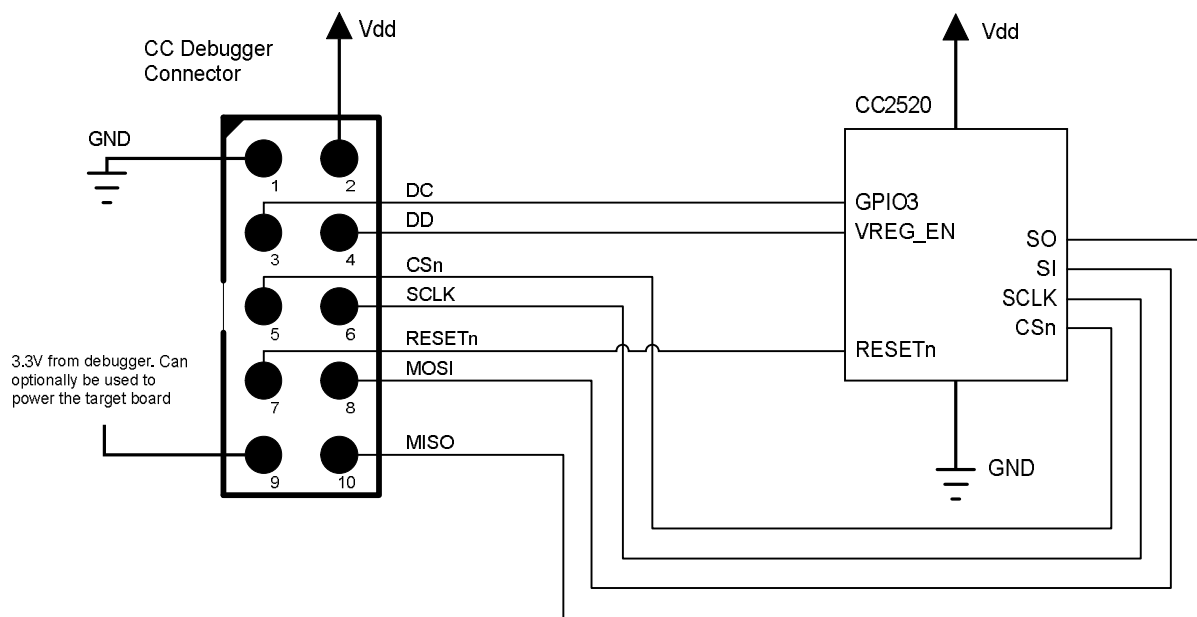 Vdd
CC Debugger
Connector
GND
1
2
DC
DD
3
4
CSn
SCLK
5
6
RESETn
MOSI
7
8
MISO
9
10
3.3V from debugger. Can
optionally be used to
power the target board
Vdd
CC2520
GPIO3
VREG_EN
SO
SI
SCLK
CSn
RESETn
GND